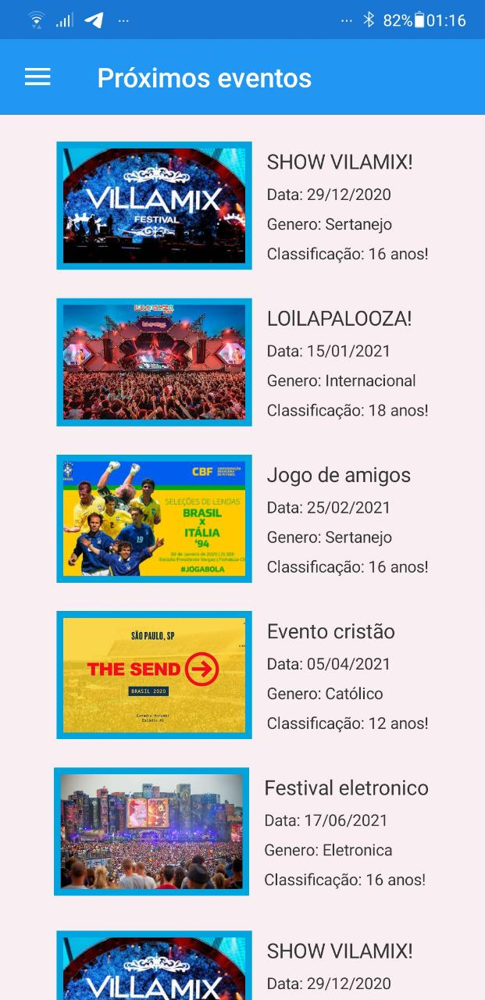 82% 01:16
Próximos eventos
VILLAMIX
FESTIVAL
SHOW VILAMIX!
Data: 29/12/2020
Genero: Sertanejo
Classificação: 16 anos!
LOlLAPALOOZA!
Data: 15/01/2021
Genero: Internacional
Classificação: 18 anos!
CBF
SELEÇÕES DE LENDAS
BRASIL
X
ITÁLIA
'94
#JOGABOLA
Jogo de amigos
Data: 25/02/2021
Genero: Sertanejo
Classificação: 16 anos!
SÃO PAULO, SP
THE SEND
BRASIL 2020
Estádio Morumbi
Evento cristão
Data: 05/04/2021
Genero: Católico
Classificação: 12 anos!
Festival eletronico
Data: 17/06/2021
Genero: Eletronica
Classificação: 16 anos!
VILLAMIX
SHOW VILAMIX!
Data: 29/12/2020